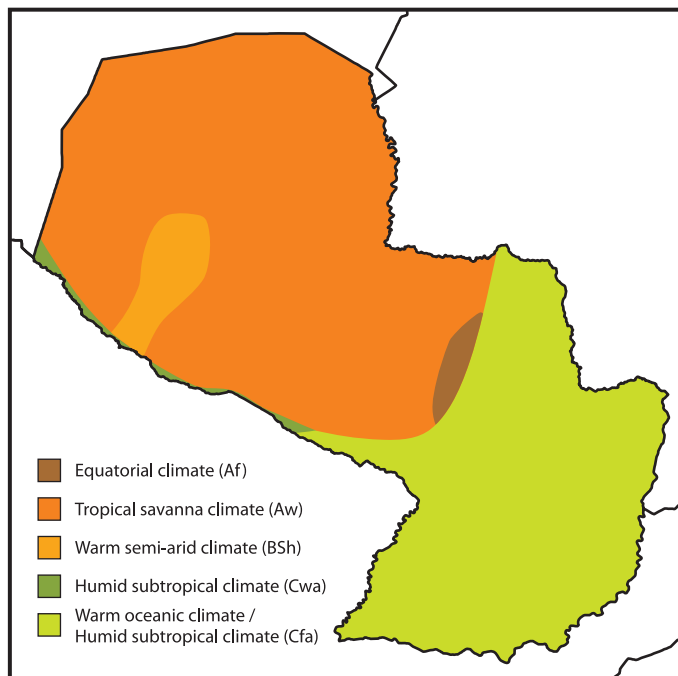 Equatorial climate (Af)
Tropical savanna climate (Aw)
Warm semi-arid climate (BSh)
Humid subtropical climate (Cwa)
Warm oceanic climate /
Humid subtropical climate (Cfa)